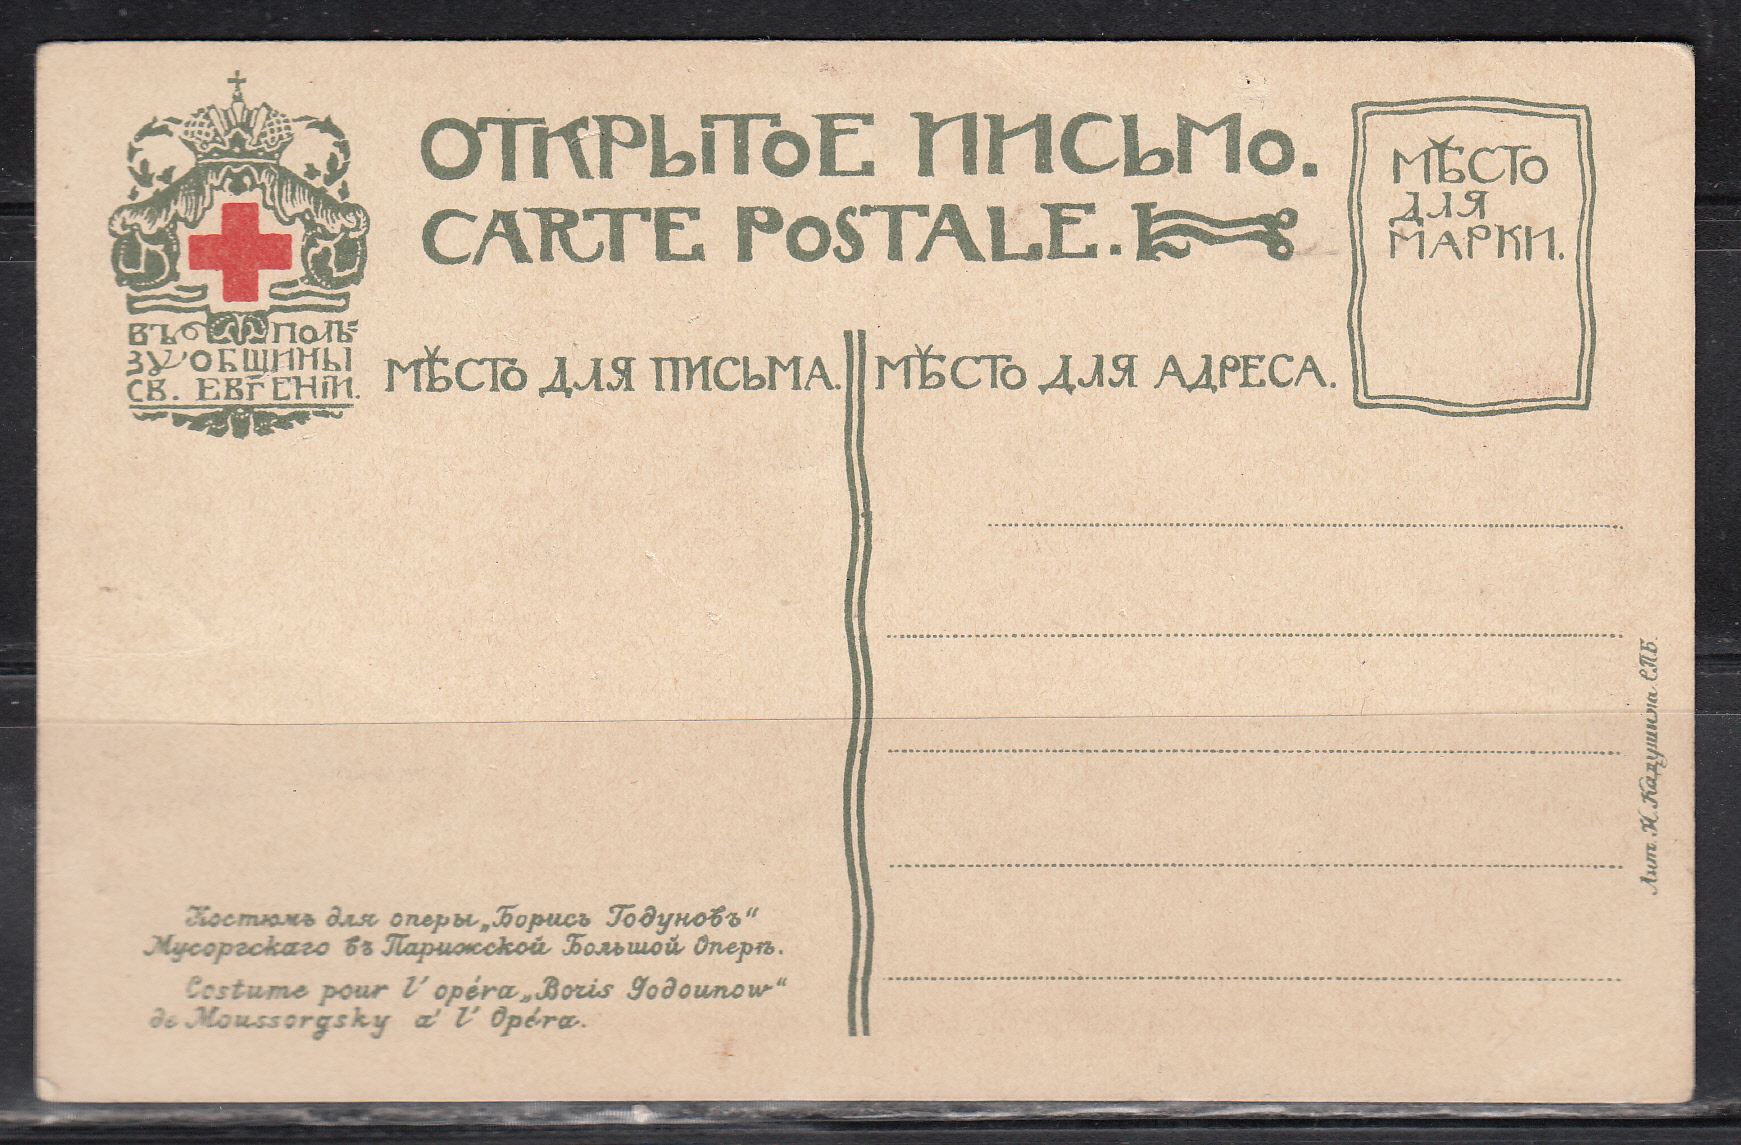 ОТКРЫТОЕ ПИСЬМО.
CARTE POSTALE.
МѢСТО
ДЛЯ
МАРКИ.
ВЪ ПОЛЬ-
ЗУ ОБЩИНЫ
СВ. ЕВГЕНІИ.
МѢСТО ДЛЯ ПИСЬМА.
МѢСТО ДЛЯ АДРЕСА.
Костюмъ для оперы „Борисъ Годуновъ“
Мусоргскаго въ Парижской Большой Оперѣ.
Costume pour l' opéra „Boris Godounow“
de Moussorgsky a' l' Opéra.
Лит. Н. Кадушина С.П.Б.